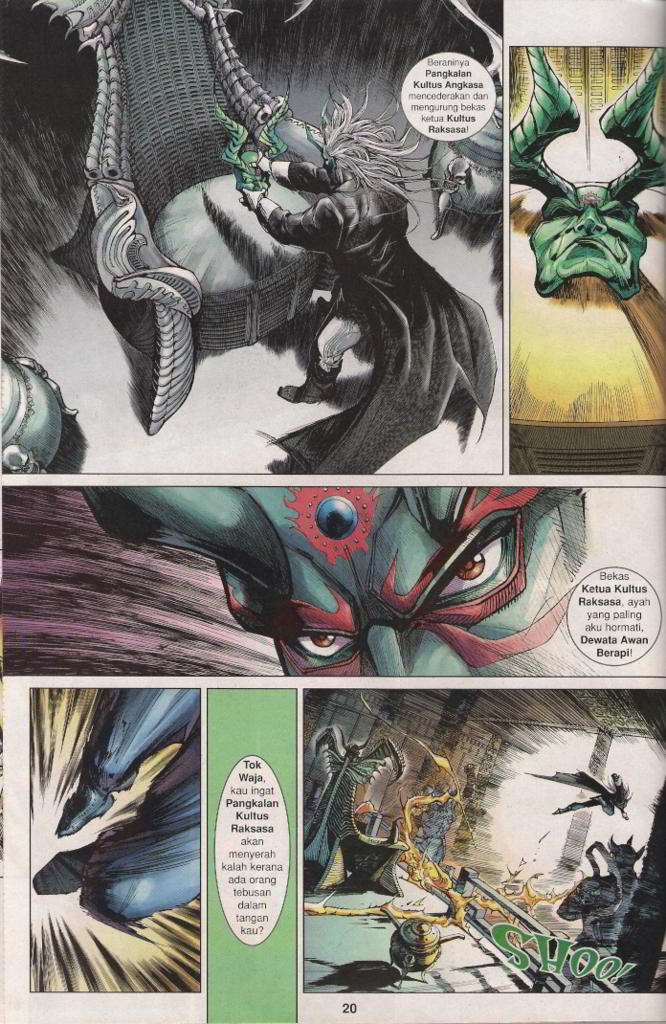 Beraninya
Pangkalan
Kultus Angkasa
mencederakan dan
mengurung bekas
ketua Kultus
Raksasa!
Bekas
Ketua Kultus
Raksasa, ayah
yang paling
aku hormati,
Dewata Awan
Berapi!
Tok
Waja,
kau ingat
Pangkalan
Kultus
Raksasa
akan
menyerah
kalah kerana
ada orang
tebusan
dalam
tangan
kau?
SHOO!
20